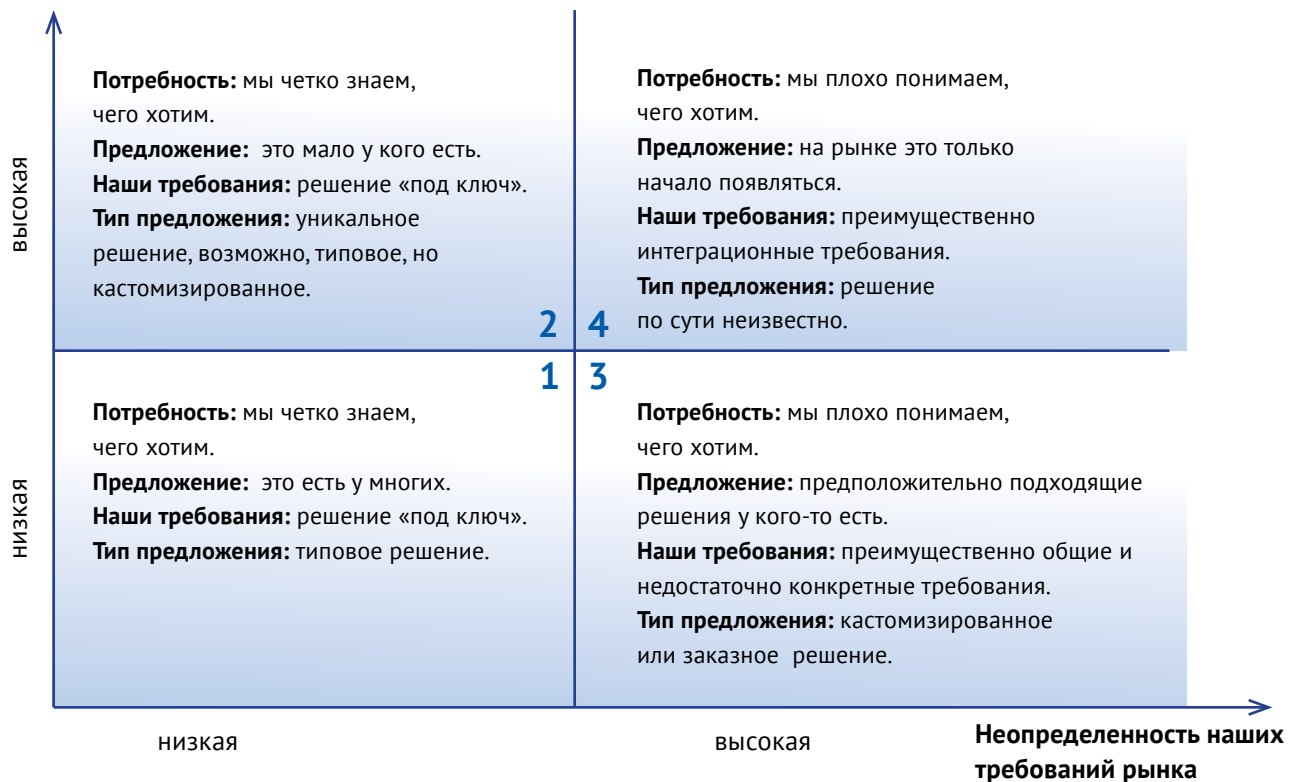 высокая
Потребность: мы четко знаем,
чего хотим.
Предложение: это мало у кого есть.
Наши требования: решение «под ключ».
Тип предложения: уникальное
решение, возможно, типовое, но
кастомизированное.
2
Потребность: мы плохо понимаем,
чего хотим.
Предложение: на рынке это только
начало появляться.
Наши требования: преимущественно
интеграционные требования.
Тип предложения: решение
по сути неизвестно.
4
низкая
1
Потребность: мы четко знаем,
чего хотим.
Предложение: это есть у многих.
Наши требования: решение «под ключ».
Тип предложения: типовое решение.
3
Потребность: мы плохо понимаем,
чего хотим.
Предложение: предположительно подходящие
решения у кого-то есть.
Наши требования: преимущественно общие и
недостаточно конкретные требования.
Тип предложения: кастомизированное
или заказное решение.
низкая
высокая
Неопределенность наших
требований рынка